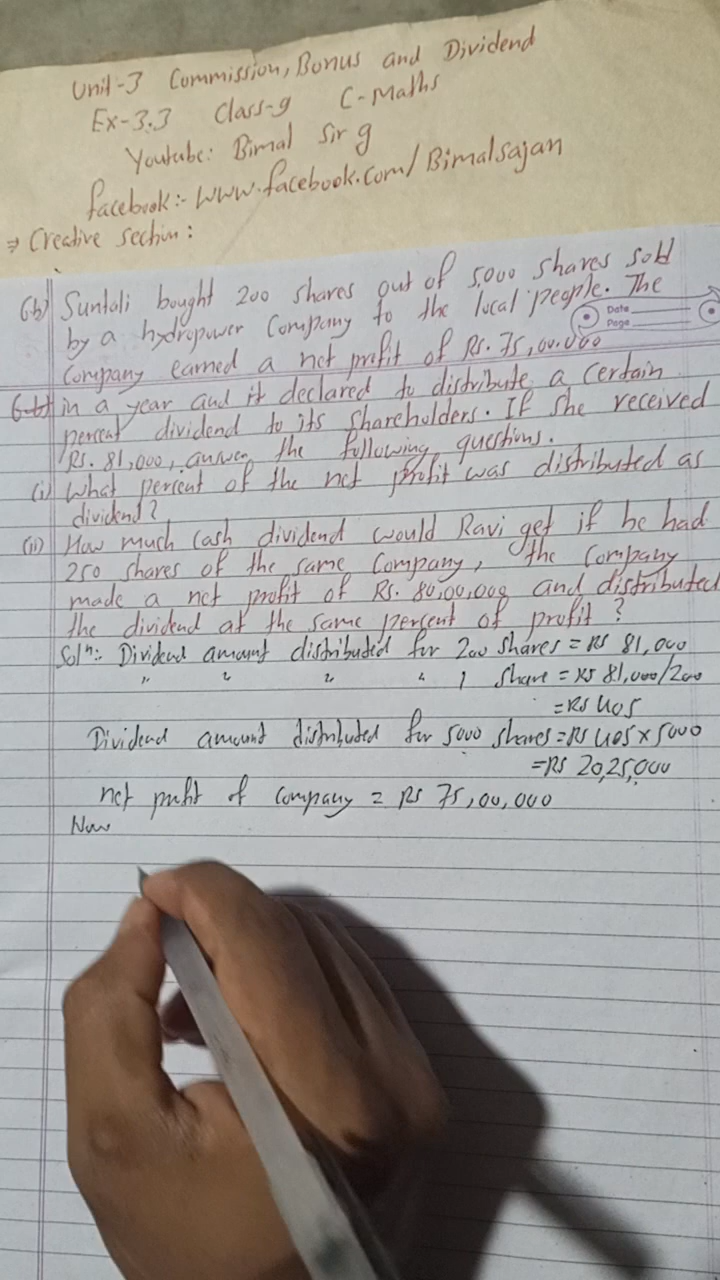 Unit-3 Commission, Bonus and Dividend
Ex-3.3 Class-9 C-Maths
Youtube: Bimal Sir g
facebook:- www.facebook.com/Bimalsajan
⇒ Creative section:
6b) Suntali bought 200 shares out of 5,000 shares sold
by a hydropower Company to the local people. The
Date
Page
Company earned a net profit of Rs. 75,00,000
in a year and it declared to distribute a certain
percent dividend to its shareholders. If she received
Rs. 81,000, answer the following questions.
(i) What percent of the net profit was distributed as
dividend?
(ii) How much cash dividend would Ravi get if he had
250 shares of the same Company, the Company
made a net profit of Rs. 80,00,000 and distributed
the dividend at the same percent of profit?
Solⁿ: Dividend amount distributed for 200 shares = Rs 81,000
" " " " 1 share = Rs 81,000/200
= Rs 405
Dividend amount distributed for 5000 shares = Rs 405 × 5000
= Rs 20,25,000
net profit of company = Rs 75,00,000
Now